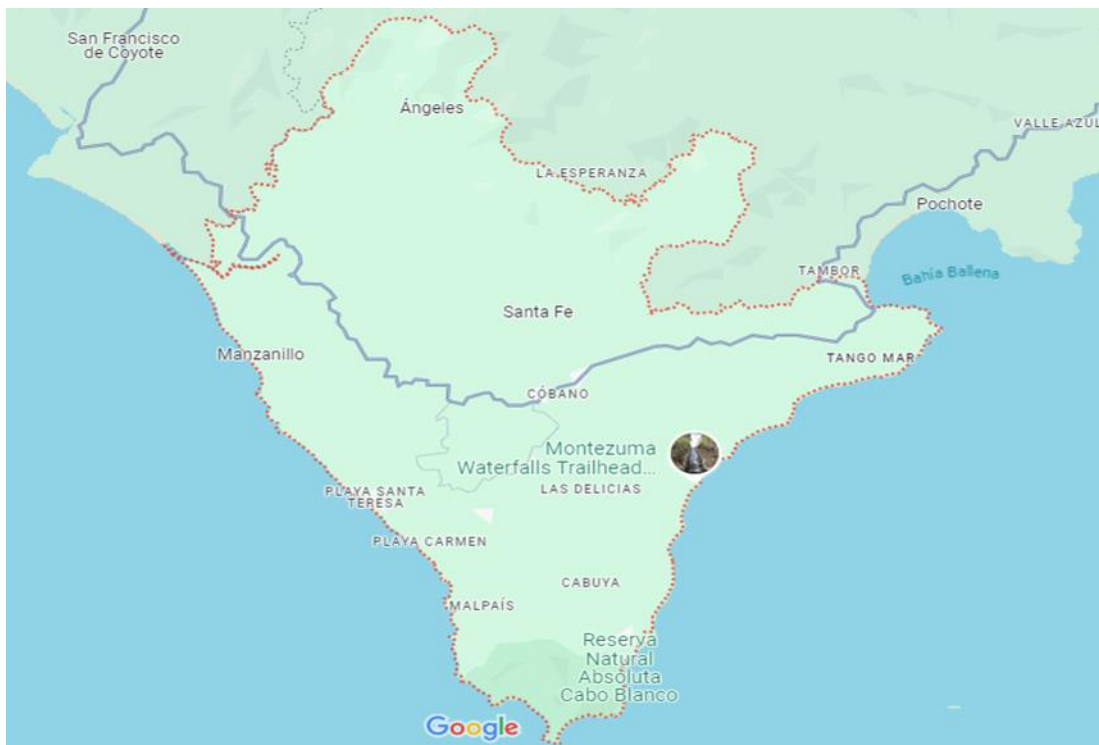 San Francisco
de Coyote
Ángeles
VALLE AZUL
LA ESPERANZA
Pochote
TAMBOR
Bahía Ballena
Santa Fe
Manzanillo
TANGO MAR
CÓBANO
Montezuma
Waterfalls Trailhead...
LAS DELICIAS
PLAYA SANTA
TERESA
PLAYA CARMEN
CABUYA
MALPAÍS
Reserva
Natural
Absoluta
Cabo Blanco
Google